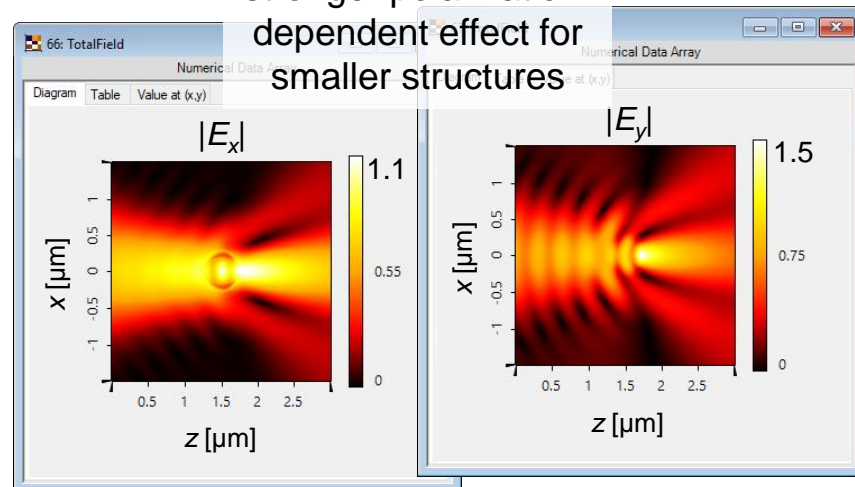 dependent effect for
smaller structures
66: TotalField
Numerical Data Array
Diagram Table Value at (x,y)
|Ex|
1.1
0.55
0
1
0.5
0
-0.5
-1
x [µm]
0.5 1 1.5 2 2.5
z [µm]
Numerical Data Array
at (x,y)
|Ey|
1.5
0.75
0
1
0.5
0
-0.5
-1
x [µm]
0.5 1 1.5 2 2.5
z [µm]